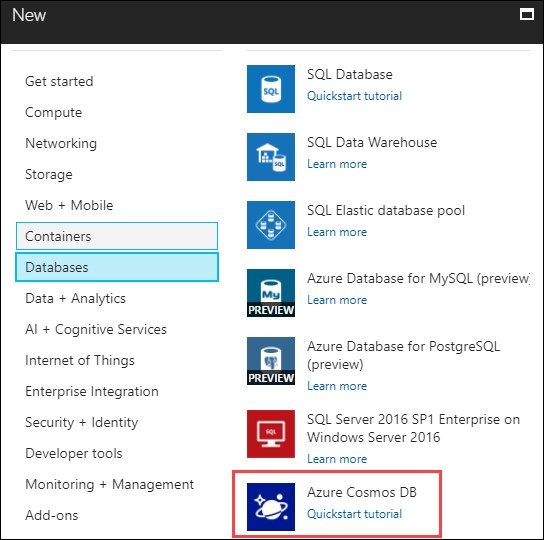 New
Get started
Compute
Networking
Storage
Web + Mobile
Containers
Databases
Data + Analytics
AI + Cognitive Services
Internet of Things
Enterprise Integration
Security + Identity
Developer tools
Monitoring + Management
Add-ons
SQL
SQL Database
Quickstart tutorial
SQL
SQL Data Warehouse
Learn more
SQL Elastic database pool
Learn more
My
PREVIEW
Azure Database for MySQL (preview)
Learn more
PREVIEW
Azure Database for PostgreSQL
(preview)
Learn more
SQL
SQL Server 2016 SP1 Enterprise on
Windows Server 2016
Learn more
Azure Cosmos DB
Quickstart tutorial